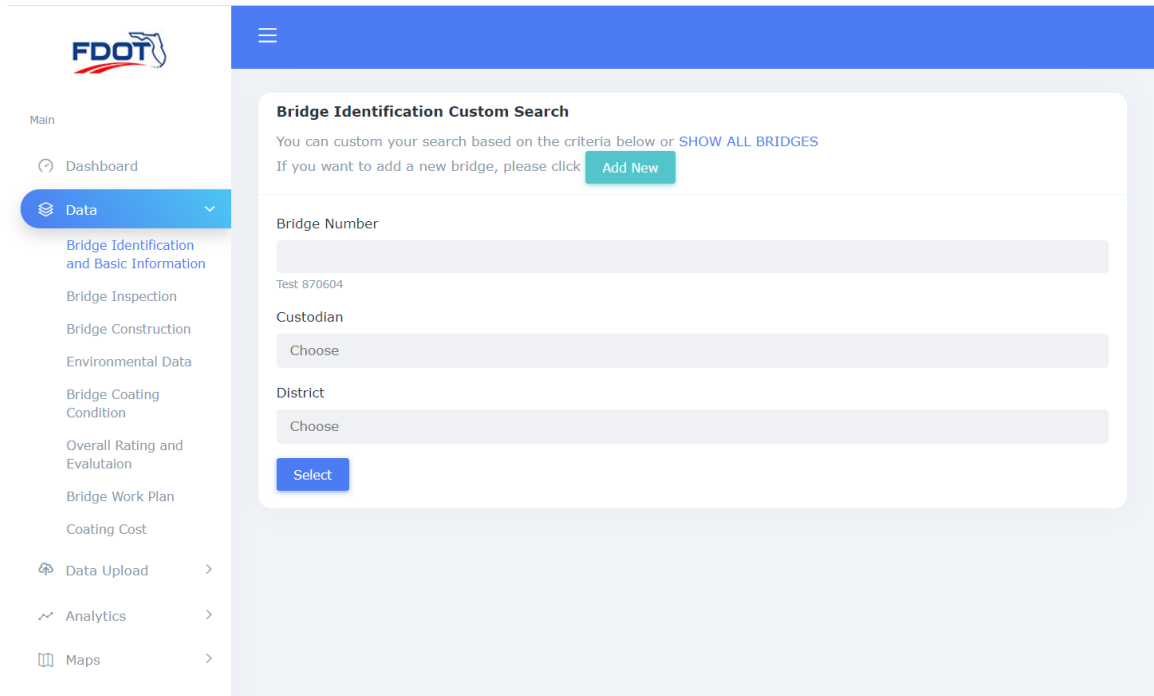 FDOT
Main
Dashboard
Data
Bridge Identification
and Basic Information
Bridge Inspection
Bridge Construction
Environmental Data
Bridge Coating
Condition
Overall Rating and
Evalutaion
Bridge Work Plan
Coating Cost
Data Upload
Analytics
Maps
Bridge Identification Custom Search
You can custom your search based on the criteria below or SHOW ALL BRIDGES
If you want to add a new bridge, please click Add New
Bridge Number
Test 870604
Custodian
Choose
District
Choose
Select